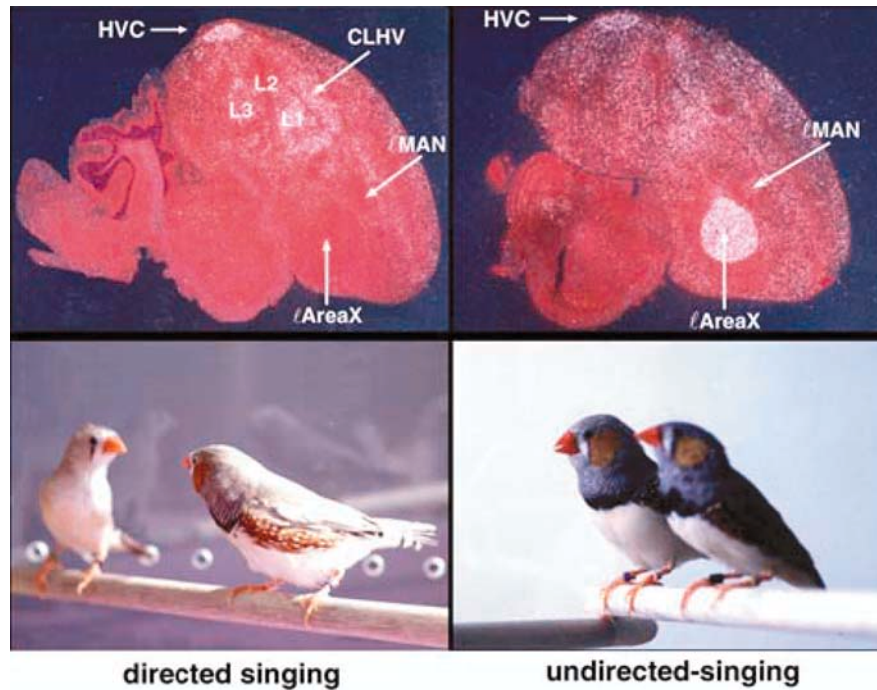 HVC
CLHV
L2
L3
L1
ℓMAN
ℓAreaX
HVC
ℓMAN
ℓAreaX
directed singing
undirected-singing